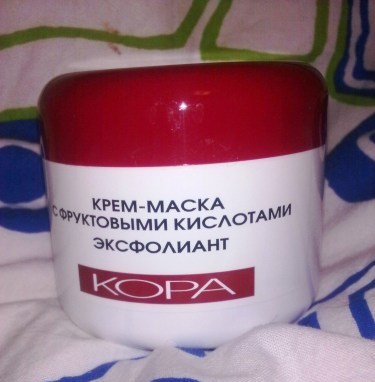 КРЕМ-МАСКА
С ФРУКТОВЫМИ КИСЛОТАМИ
ЭКСФОЛИАНТ
КОРА